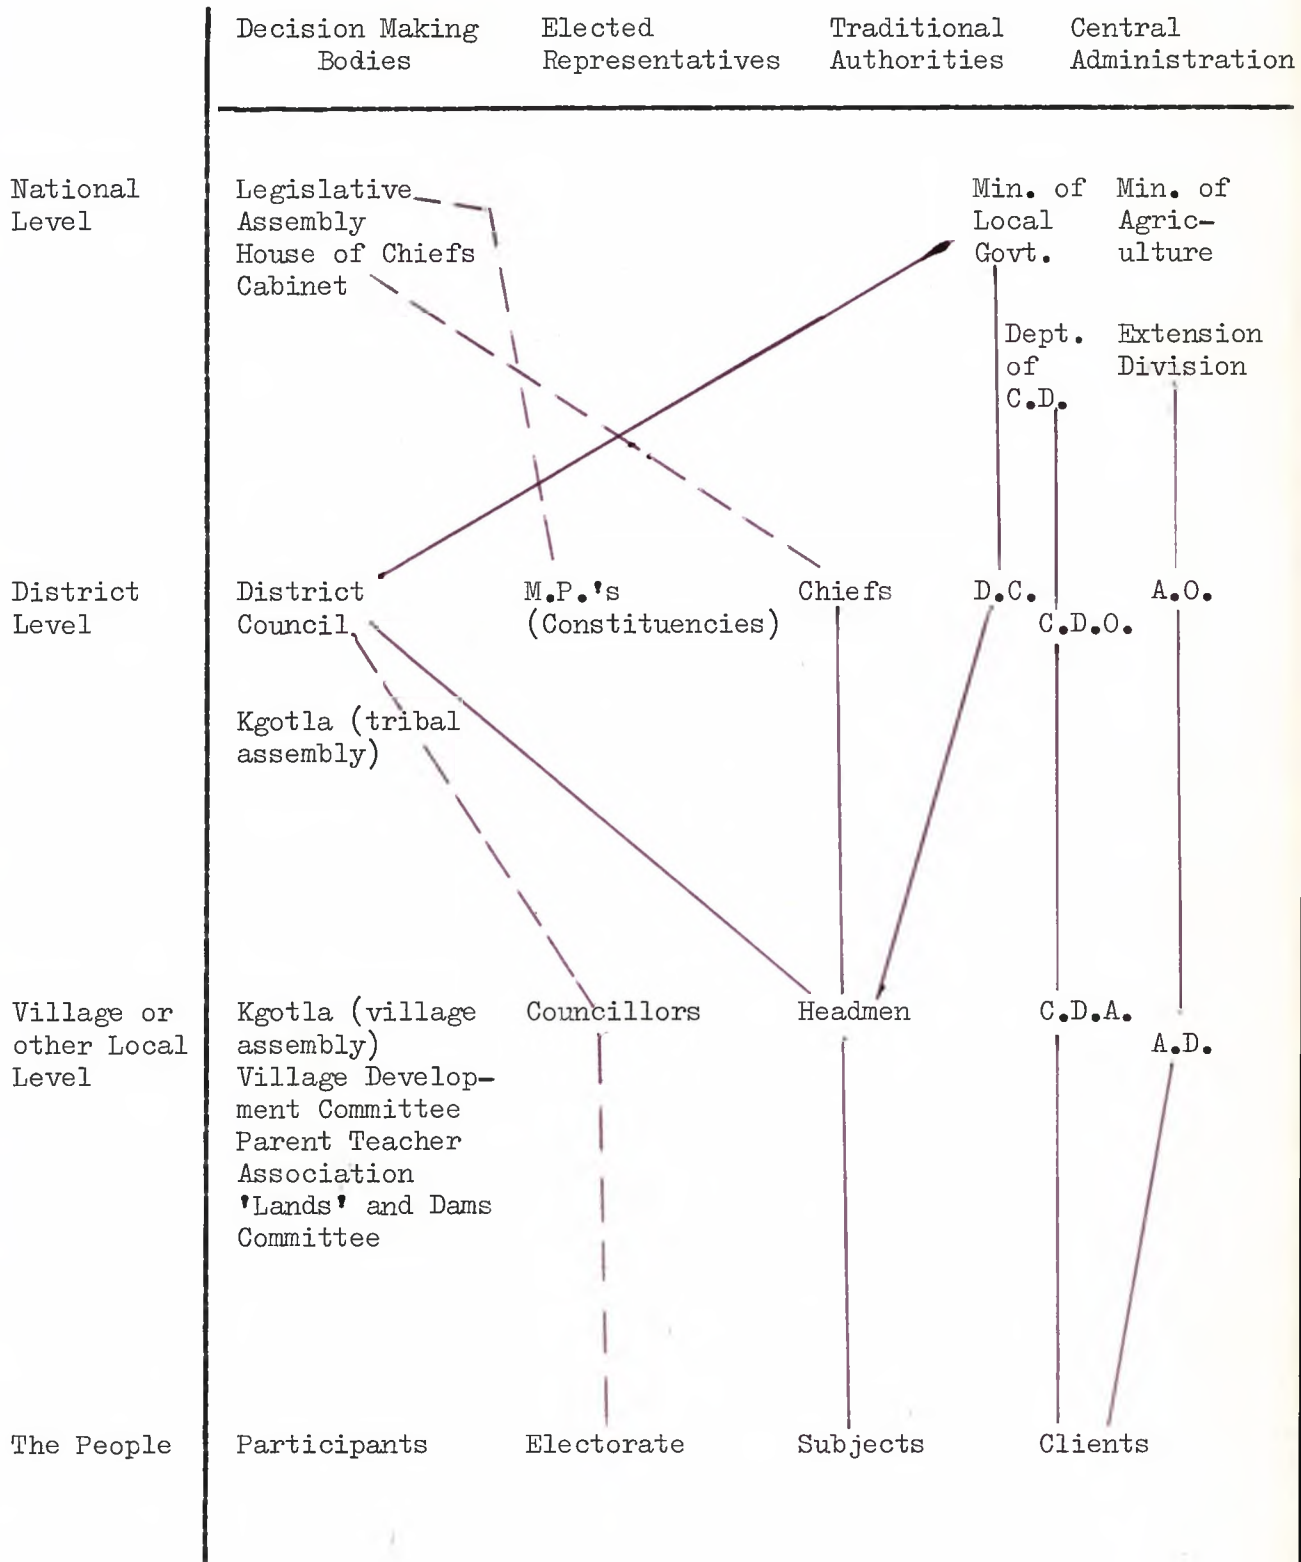 Decision Making Bodies
Elected Representatives
Traditional Authorities
Central Administration
National Level
Legislative
Assembly
House of Chiefs
Cabinet
Min. of
Local
Govt.
Min. of
Agric-
ulture
Dept.
of
C.D.
Extension
Division
District
Level
District
Council
M.P.'s
(Constituencies)
Chiefs
D.C.
C.D.O.
A.O.
Kgotla (tribal
assembly)
Village or
other Local
Level
Kgotla (village
assembly)
Village Develop-
ment Committee
Parent Teacher
Association
'Lands' and Dams
Committee
Councillors
Headmen
C.D.A.
A.D.
The People
Participants
Electorate
Subjects
Clients